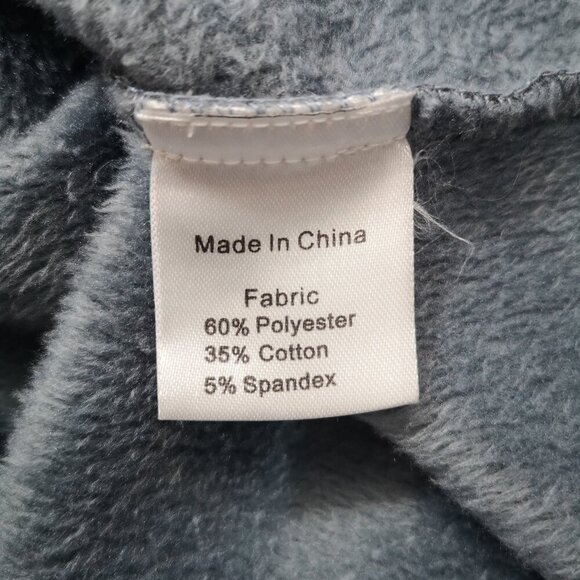 Made In China
Fabric
60% Polyester
35% Cotton
5% Spandex